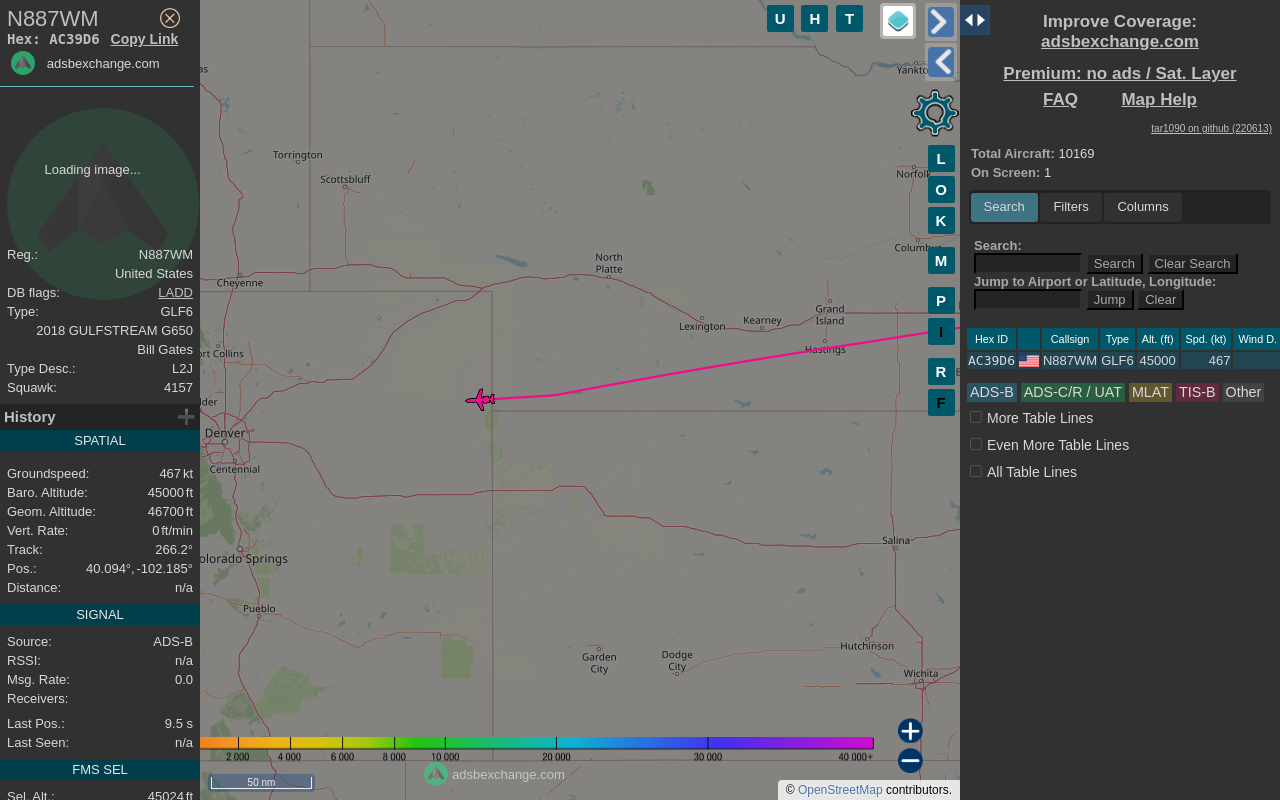 N887WM
Hex: AC39D6 Copy Link
adsbexchange.com
Loading image...
Reg.: N887WM
United States
DB flags: LADD
Type: GLF6
2018 GULFSTREAM G650
Bill Gates
Type Desc.: L2J
Squawk: 4157
History
SPATIAL
Groundspeed: 467 kt
Baro. Altitude: 45000 ft
Geom. Altitude: 46700 ft
Vert. Rate: 0 ft/min
Track: 266.2°
Pos.: 40.094°, -102.185°
Distance: n/a
SIGNAL
Source: ADS-B
RSSI: n/a
Msg. Rate: 0.0
Receivers:
Last Pos.: 9.5 s
Last Seen: n/a
FMS SEL
Sel. Alt.: 45024 ft
U H T
L
O
K
M
P
I
R
F
as
Torrington
Scottsbluff
Cheyenne
North
Platte
Lexington
Kearney
Grand
Island
Hastings
Yankto
Norfolk
Columbus
ort Collins
lder
Denver
Centennial
olorado Springs
Pueblo
Garden
City
Dodge
City
Salina
Hutchinson
Wichita
2 000 4 000 6 000 8 000 10 000 20 000 30 000 40 000+
50 nm
adsbexchange.com
© OpenStreetMap contributors.
Improve Coverage:
adsbexchange.com
Premium: no ads / Sat. Layer
FAQ Map Help
tar1090 on github (220613)
Total Aircraft: 10169
On Screen: 1
Search Filters Columns
Search:
Search Clear Search
Jump to Airport or Latitude, Longitude:
Jump Clear
Hex ID Callsign Type Alt. (ft) Spd. (kt) Wind D.
AC39D6 N887WM GLF6 45000 467
ADS-B ADS-C/R / UAT MLAT TIS-B Other
More Table Lines
Even More Table Lines
All Table Lines